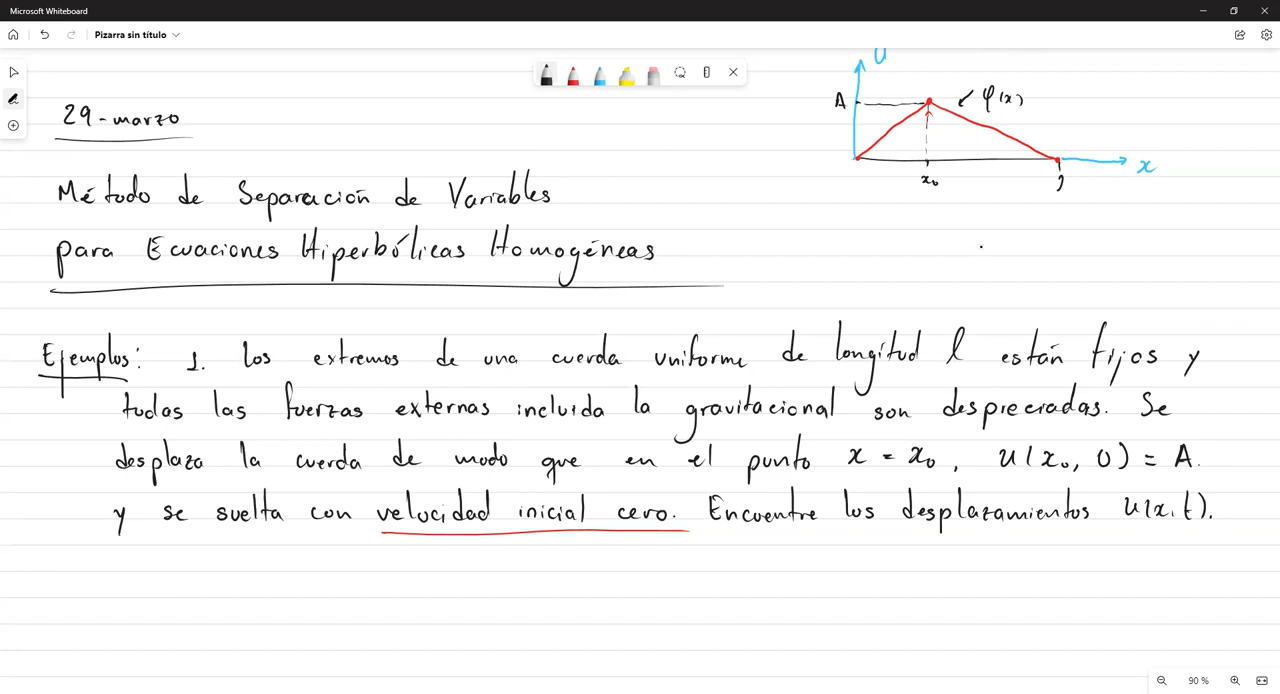 Microsoft Whiteboard
Pizarra sin título
U
A
φ(x)
x
x₀
l
29-marzo
Método de Separación de Variables
para Ecuaciones Hiperbólicas Homogéneas
Ejemplos: 1. Los extremos de una cuerda uniforme de longitud l están fijos y
todas las fuerzas externas incluida la gravitacional son despreciadas. Se
desplaza la cuerda de modo que en el punto x = x₀, u(x₀, 0) = A.
y se suelta con velocidad inicial cero. Encuentre los desplazamientos u(x,t).
90 %